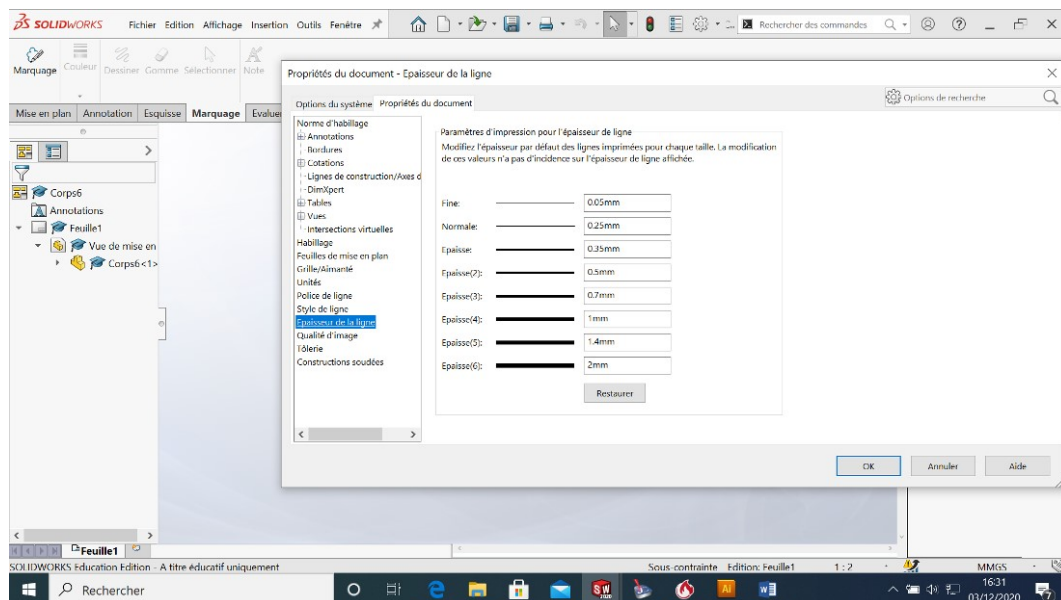 SOLIDWORKS Fichier Edition Affichage Insertion Outils Fenêtre Rechercher des commandes
Marquage Couleur Dessiner Gomme Sélectionner Note
Mise en plan Annotation Esquisse Marquage Evalue
Corps6
Annotations
Feuille1
Vue de mise en
Corps6<1>
Propriétés du document - Epaisseur de la ligne
Options du système Propriétés du document Options de recherche
Norme d'habillage
Annotations
Bordures
Cotations
Lignes de construction/Axes d
DimXpert
Tables
Vues
Intersections virtuelles
Habillage
Feuilles de mise en plan
Grille/Aimanté
Unités
Police de ligne
Style de ligne
Epaisseur de la ligne
Qualité d'image
Tôlerie
Constructions soudées
Paramètres d'impression pour l'épaisseur de ligne
Modifiez l'épaisseur par défaut des lignes imprimées pour chaque taille. La modification
de ces valeurs n'a pas d'incidence sur l'épaisseur de ligne affichée.
Fine: 0.05mm
Normale: 0.25mm
Epaisse: 0.35mm
Epaisse(2): 0.5mm
Epaisse(3): 0.7mm
Epaisse(4): 1mm
Epaisse(5): 1.4mm
Epaisse(6): 2mm
Restaurer
OK Annuler Aide
Feuille1
SOLIDWORKS Education Edition - A titre éducatif uniquement Sous-contrainte Edition: Feuille1 1:2 MMGS
Rechercher 16:31
03/12/2020